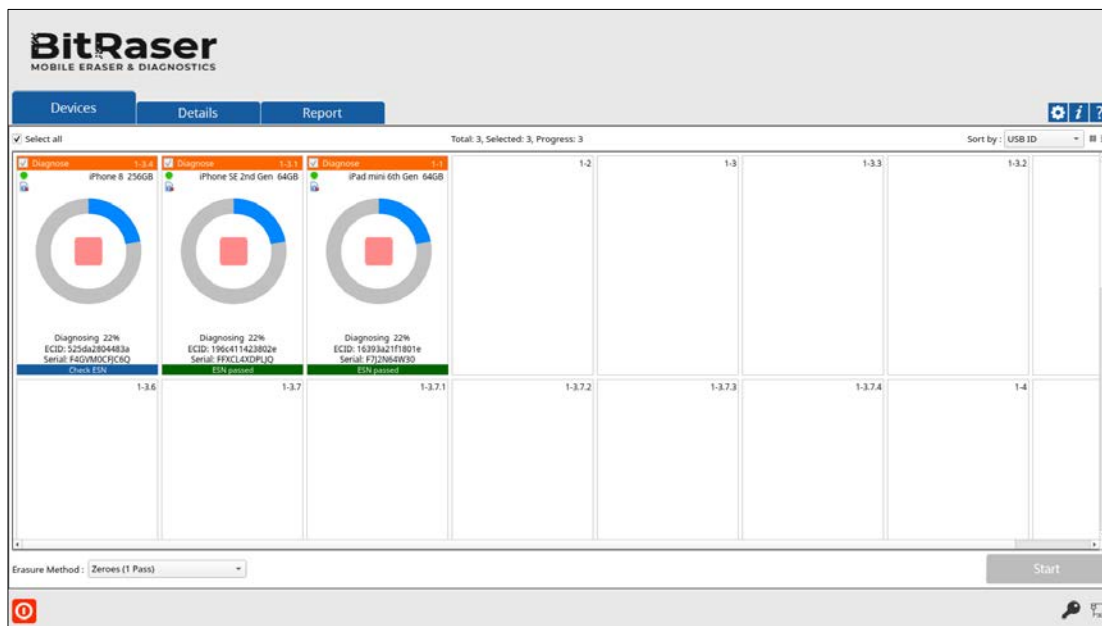 BitRaser
MOBILE ERASER & DIAGNOSTICS
Devices
Details
Report
i
?
Select all
Total: 3, Selected: 3, Progress: 3
Sort by : USB ID
Diagnose 1-3.4
iPhone 8 256GB
Diagnosing 22%
ECID: 525da2804483a
Serial: F4GVM0CFJC6Q
Check ESN
Diagnose 1-3.1
iPhone SE 2nd Gen 64GB
Diagnosing 22%
ECID: 196c411423802e
Serial: FFXCL4XDPLJQ
ESN passed
Diagnose 1-1
iPad mini 6th Gen 64GB
Diagnosing 22%
ECID: 16393a21f1801e
Serial: F7J2N64W30
ESN passed
1-2
1-3
1-3.3
1-3.2
1-3.6
1-3.7
1-3.7.1
1-3.7.2
1-3.7.3
1-3.7.4
1-4
Erasure Method : Zeroes (1 Pass)
Start